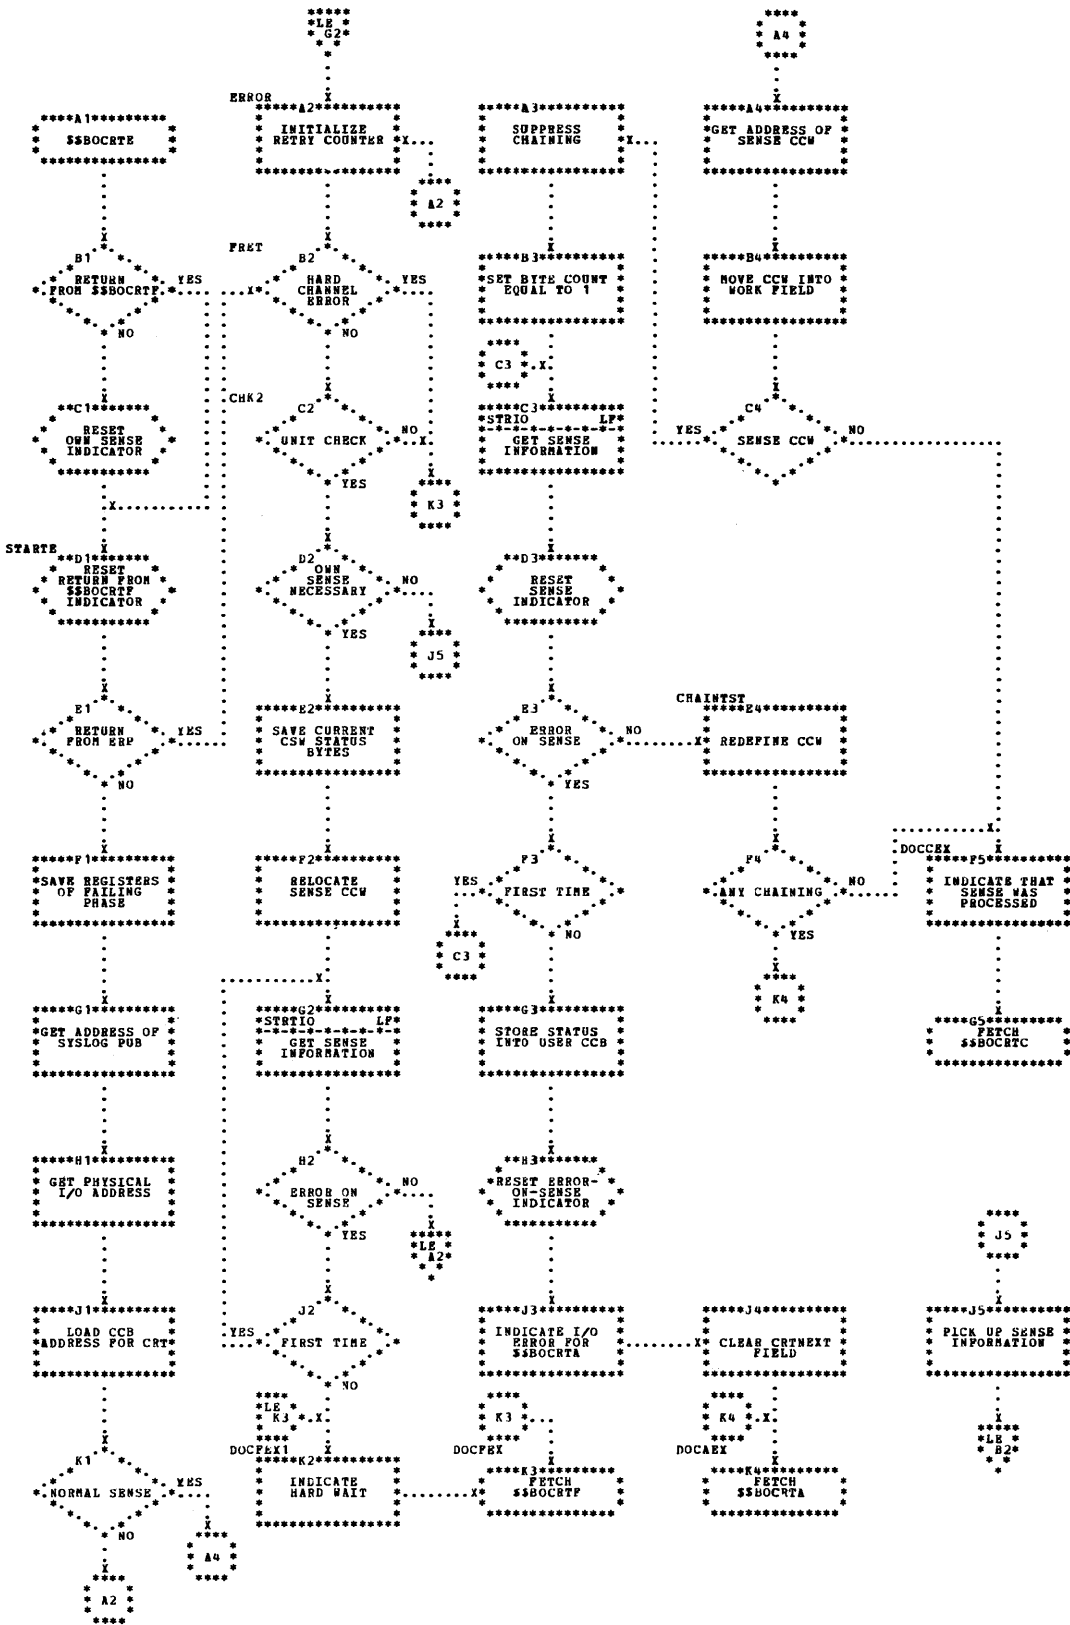 LE
G2
A4
ERROR
A1
$$BOCRTE
A2
INITIALIZE
RETRY COUNTER
A2
A3
SUPPRESS
CHAINING
A4
GET ADDRESS OF
SENSE CCW
B1
RETURN
FROM $$BOCRTF
YES
NO
FRET
B2
HARD
CHANNEL
ERROR
YES
NO
B3
SET BYTE COUNT
EQUAL TO 1
B4
MOVE CCW INTO
WORK FIELD
C3
C1
RESET
OWN SENSE
INDICATOR
CHK2
C2
UNIT CHECK
NO
YES
K3
C3
STRIO LF
GET SENSE
INFORMATION
C4
SENSE CCW
YES
NO
STARTE
D1
RESET
RETURN FROM
$$BOCRTF
INDICATOR
D2
OWN
SENSE
NECESSARY
NO
YES
J5
D3
RESET
SENSE
INDICATOR
E1
RETURN
FROM ERP
YES
NO
E2
SAVE CURRENT
CSW STATUS
BYTES
E3
ERROR
ON SENSE
NO
YES
CHAINTST
E4
REDEFINE CCW
F1
SAVE REGISTERS
OF FAILING
PHASE
F2
RELOCATE
SENSE CCW
F3
FIRST TIME
YES
NO
C3
F4
ANY CHAINING
NO
YES
K4
DOCCEX
F5
INDICATE THAT
SENSE WAS
PROCESSED
G1
GET ADDRESS OF
SYSLOG PUB
G2
STRTIO LF
GET SENSE
INFORMATION
G3
STORE STATUS
INTO USER CCB
G5
FETCH
$$BOCRTC
H1
GET PHYSICAL
I/O ADDRESS
H2
ERROR ON
SENSE
NO
YES
LE
A2
H3
RESET ERROR-
ON-SENSE
INDICATOR
J5
J1
LOAD CCB
ADDRESS FOR CRT
J2
FIRST TIME
YES
NO
J3
INDICATE I/O
ERROR FOR
$$BOCRTA
J4
CLEAR CRTNEXT
FIELD
J5
PICK UP SENSE
INFORMATION
LE
K3
K3
K4
LE
B2
K1
NORMAL SENSE
YES
NO
A4
A2
DOCFEX1
K2
INDICATE
HARD WAIT
DOCFEX
K3
FETCH
$$BOCRTF
DOCAEX
K4
FETCH
$$BOCRTA